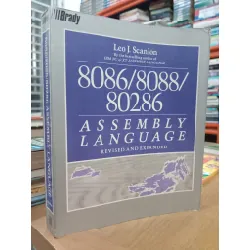 Brady
Leo J. Scanlon
8086/8088/
80286
ASSEMBLY
LANGUAGE
REVISED AND EXPANDED